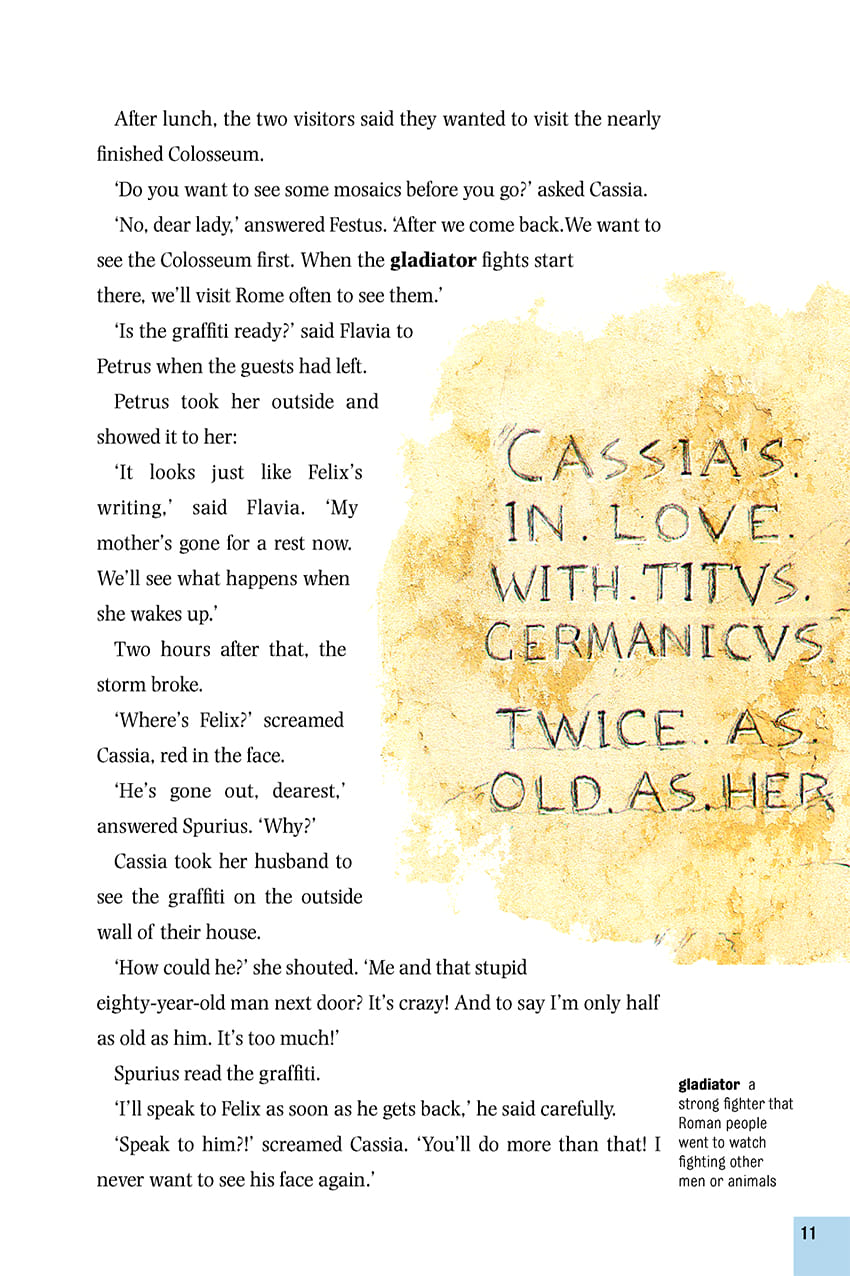 After lunch, the two visitors said they wanted to visit the nearly
finished Colosseum.
‘Do you want to see some mosaics before you go?’ asked Cassia.
‘No, dear lady,’ answered Festus. ‘After we come back.We want to
see the Colosseum first. When the gladiator fights start
there, we’ll visit Rome often to see them.’
‘Is the graffiti ready?’ said Flavia to
Petrus when the guests had left.
Petrus took her outside and
showed it to her:
‘It looks just like Felix’s
writing,’ said Flavia. ‘My
mother’s gone for a rest now.
We’ll see what happens when
she wakes up.’
Two hours after that, the
storm broke.
‘Where’s Felix?’ screamed
Cassia, red in the face.
‘He’s gone out, dearest,’
answered Spurius. ‘Why?’
Cassia took her husband to
see the graffiti on the outside
wall of their house.
‘How could he?’ she shouted. ‘Me and that stupid
eighty-year-old man next door? It’s crazy! And to say I’m only half
as old as him. It’s too much!’
Spurius read the graffiti.
‘I’ll speak to Felix as soon as he gets back,’ he said carefully.
‘Speak to him?!’ screamed Cassia. ‘You’ll do more than that! I
never want to see his face again.’
CASSIA'S.
IN. LOVE.
WITH.TITVS.
GERMANICVS.
TWICE. AS.
OLD. AS. HER
gladiator a
strong fighter that
Roman people
went to watch
fighting other
men or animals
11